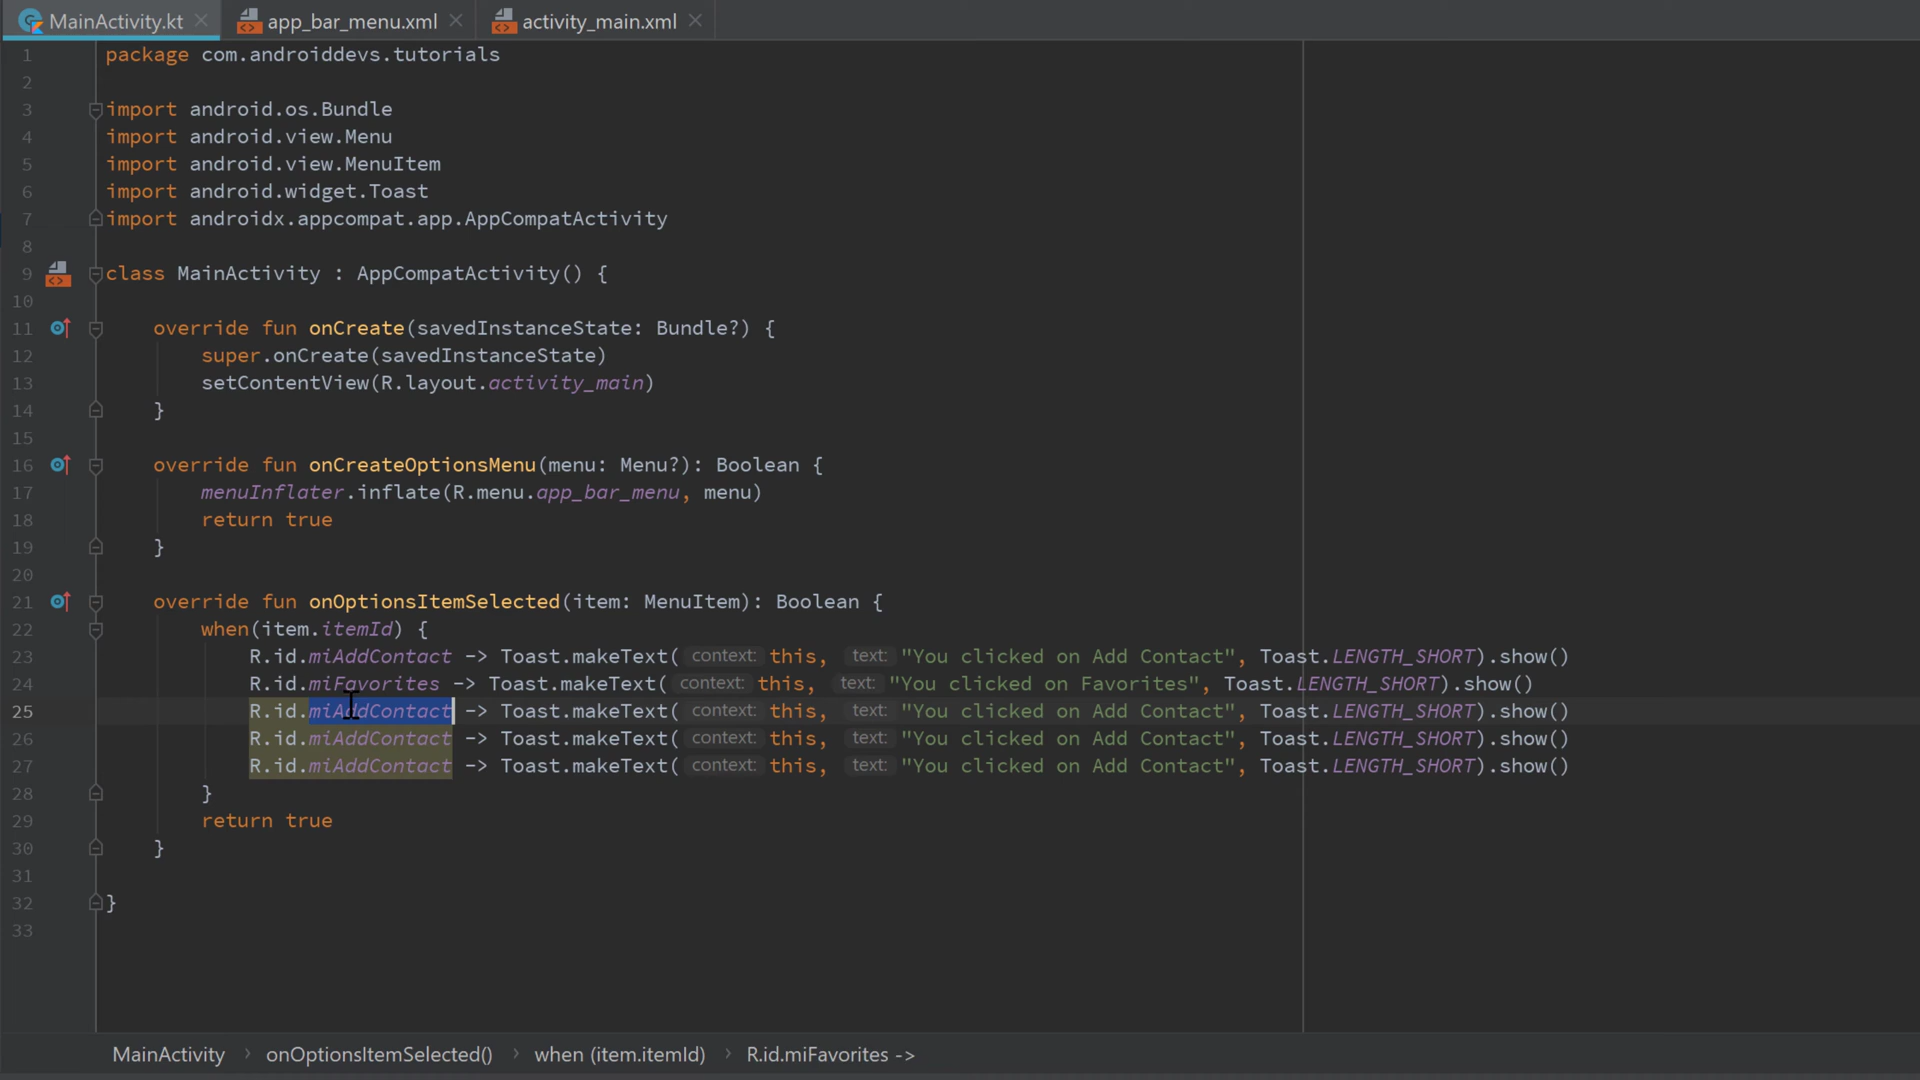 MainActivity.kt app_bar_menu.xml activity_main.xml
1 package com.androiddevs.tutorials
2
3 import android.os.Bundle
4 import android.view.Menu
5 import android.view.MenuItem
6 import android.widget.Toast
7 import androidx.appcompat.app.AppCompatActivity
8
9 class MainActivity : AppCompatActivity() {
10
11 override fun onCreate(savedInstanceState: Bundle?) {
12 super.onCreate(savedInstanceState)
13 setContentView(R.layout.activity_main)
14 }
15
16 override fun onCreateOptionsMenu(menu: Menu?): Boolean {
17 menuInflater.inflate(R.menu.app_bar_menu, menu)
18 return true
19 }
20
21 override fun onOptionsItemSelected(item: MenuItem): Boolean {
22 when(item.itemId) {
23 R.id.miAddContact -> Toast.makeText( context: this, text: "You clicked on Add Contact", Toast.LENGTH_SHORT).show()
24 R.id.miFavorites -> Toast.makeText( context: this, text: "You clicked on Favorites", Toast.LENGTH_SHORT).show()
25 R.id.miAddContact -> Toast.makeText( context: this, text: "You clicked on Add Contact", Toast.LENGTH_SHORT).show()
26 R.id.miAddContact -> Toast.makeText( context: this, text: "You clicked on Add Contact", Toast.LENGTH_SHORT).show()
27 R.id.miAddContact -> Toast.makeText( context: this, text: "You clicked on Add Contact", Toast.LENGTH_SHORT).show()
28 }
29 return true
30 }
31
32 }
33
MainActivity › onOptionsItemSelected() › when (item.itemId) › R.id.miFavorites ->